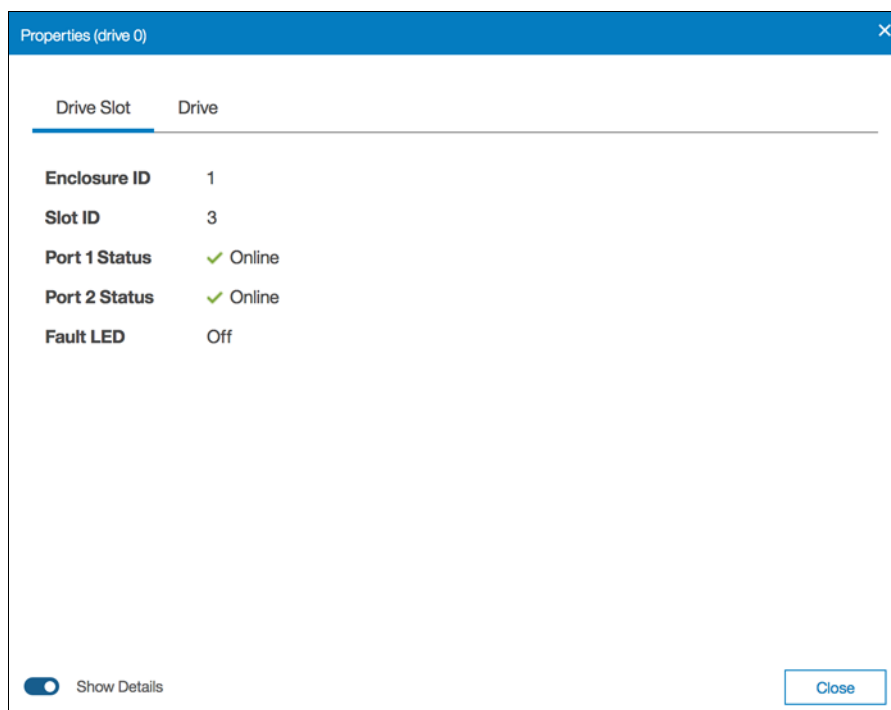 Properties (drive 0)
Drive Slot Drive
Enclosure ID 1
Slot ID 3
Port 1 Status Online
Port 2 Status Online
Fault LED Off
Show Details Close